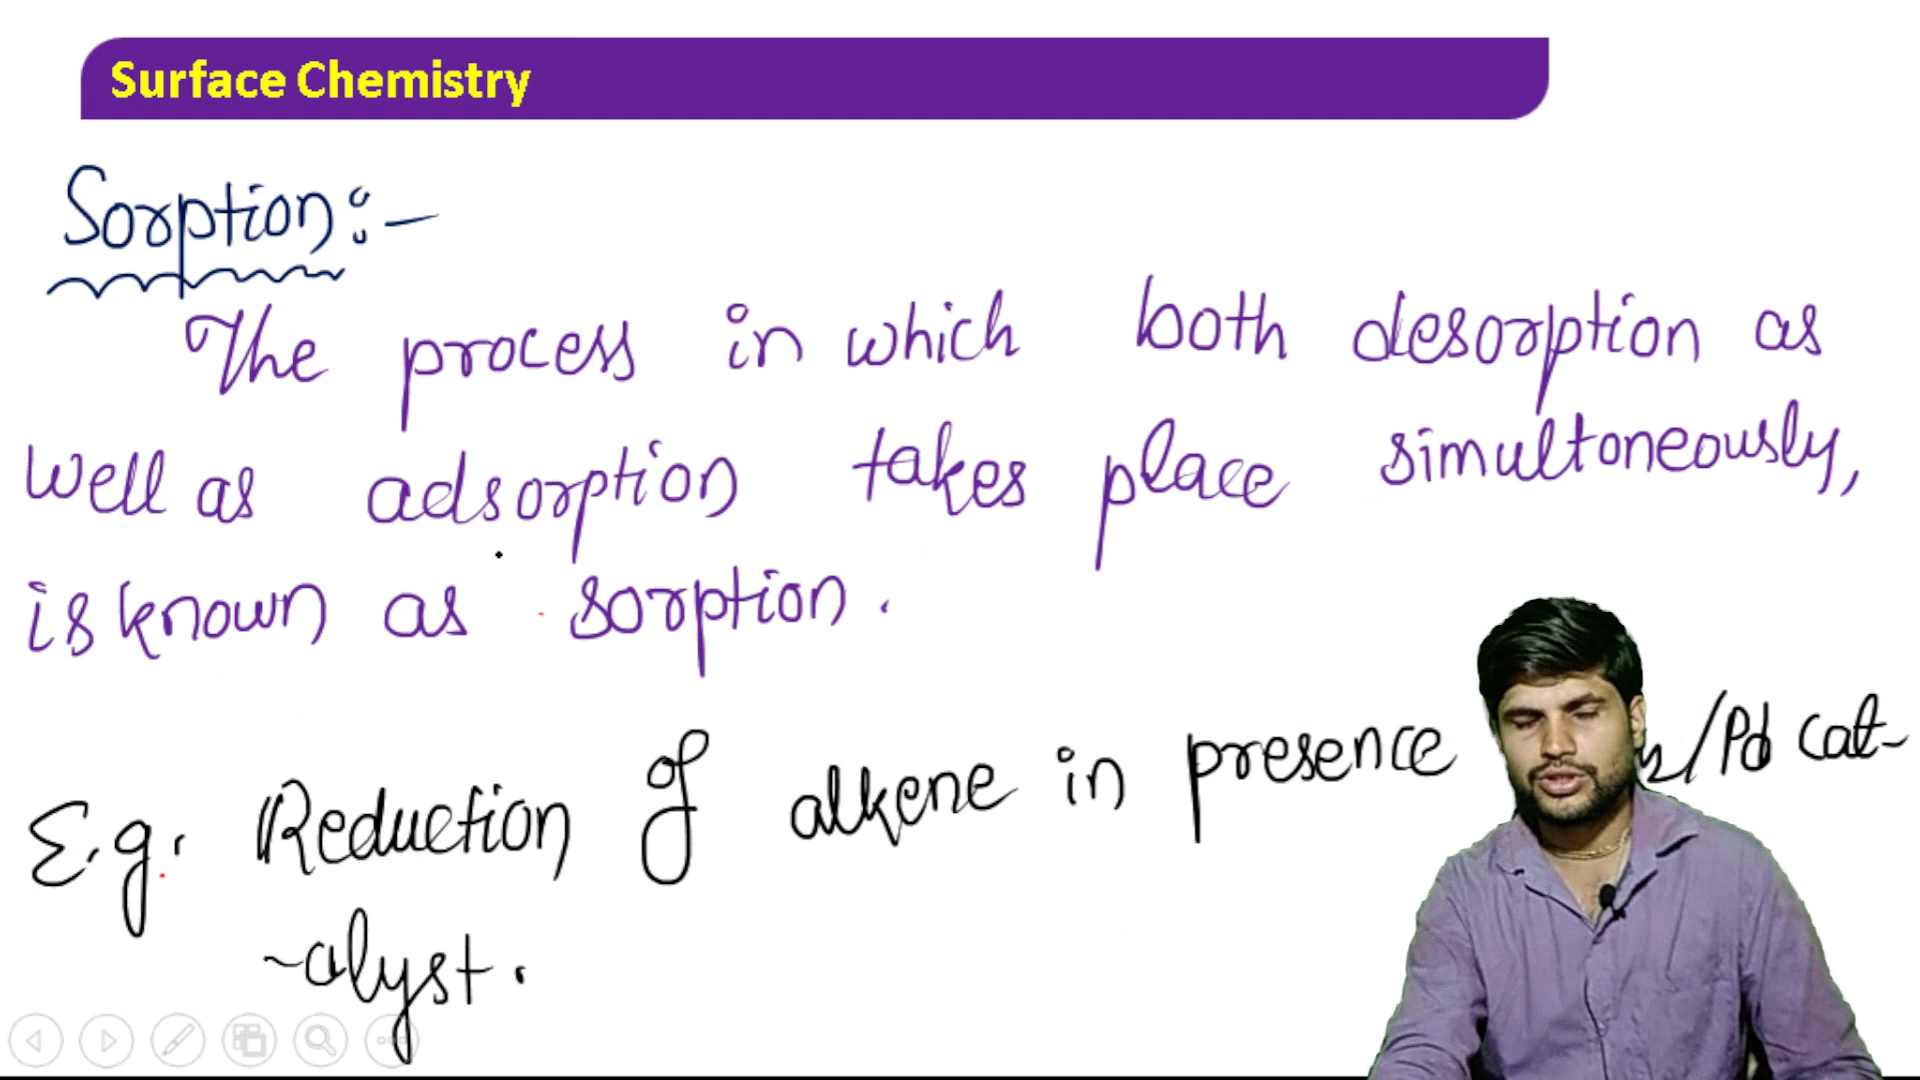 Surface Chemistry
Sorption:-
The process in which both desorption as
well as adsorption takes place simultoneously,
is known as sorption.
E.g. Reduction of alkene in presence /Pd cat-
-alyst.